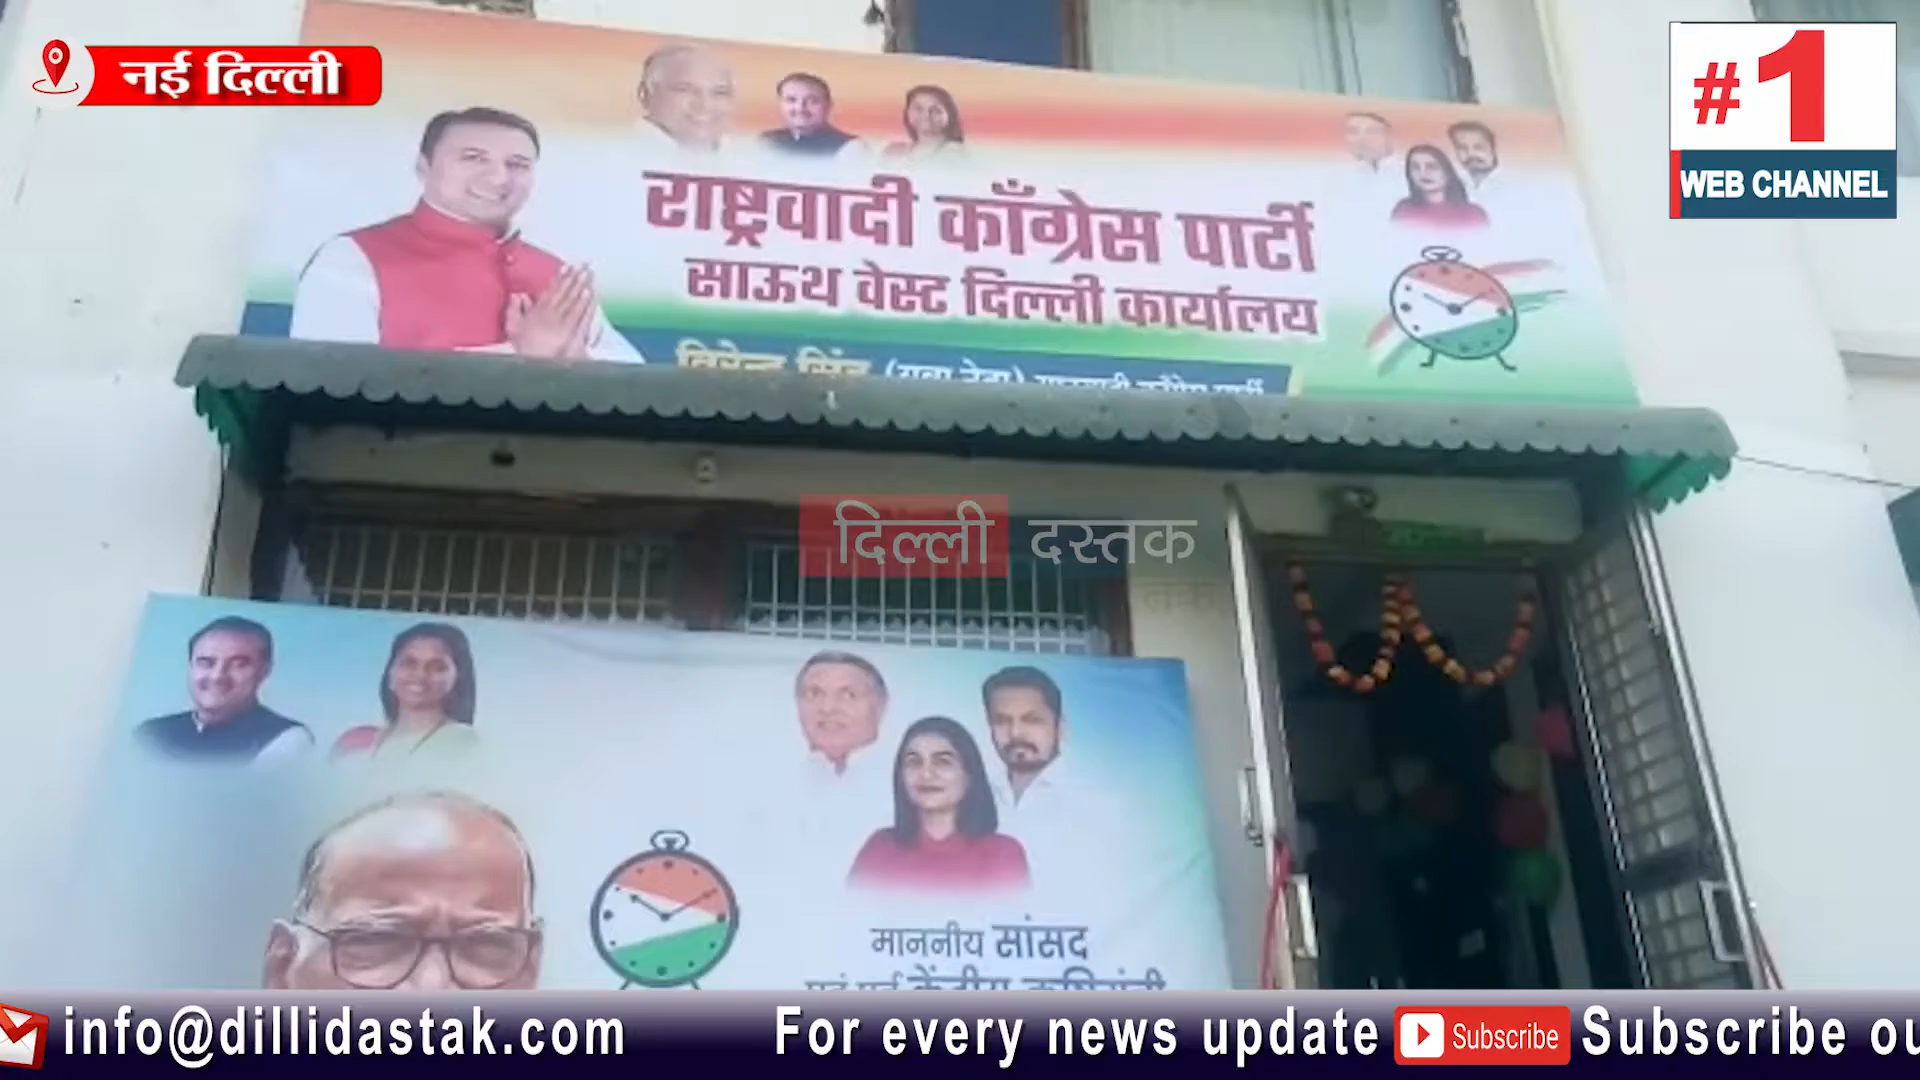 नई दिल्ली
#1
WEB CHANNEL
राष्ट्रवादी काँग्रेस पार्टी
साऊथ वेस्ट दिल्ली कार्यालय
दिल्ली दस्तक
माननीय सांसद
info@dillidastak.com
For every news update
Subscribe
Subscribe